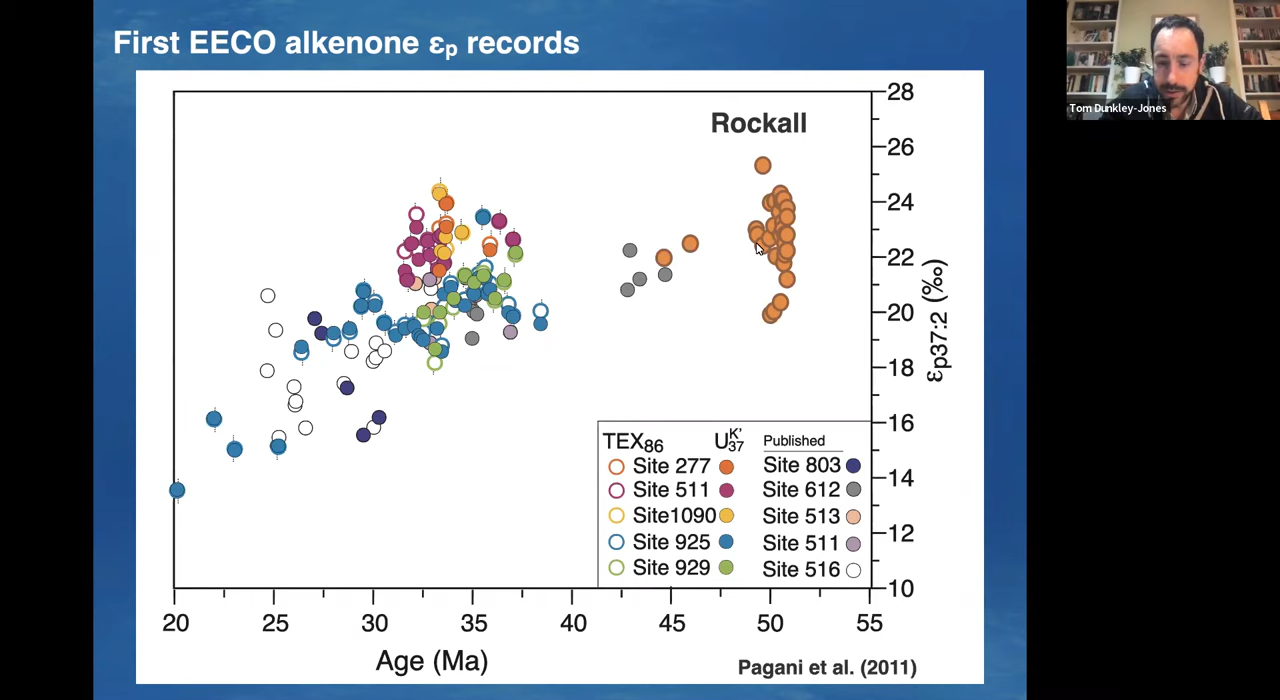 First EECO alkenone εp records
Tom Dunkley-Jones
Rockall
28
26
24
22
20
18
16
14
12
10
εp37:2 (‰)
TEX86 U37K' Published
Site 277 Site 803
Site 511 Site 612
Site1090 Site 513
Site 925 Site 511
Site 929 Site 516
20 25 30 35 40 45 50 55
Age (Ma)
Pagani et al. (2011)